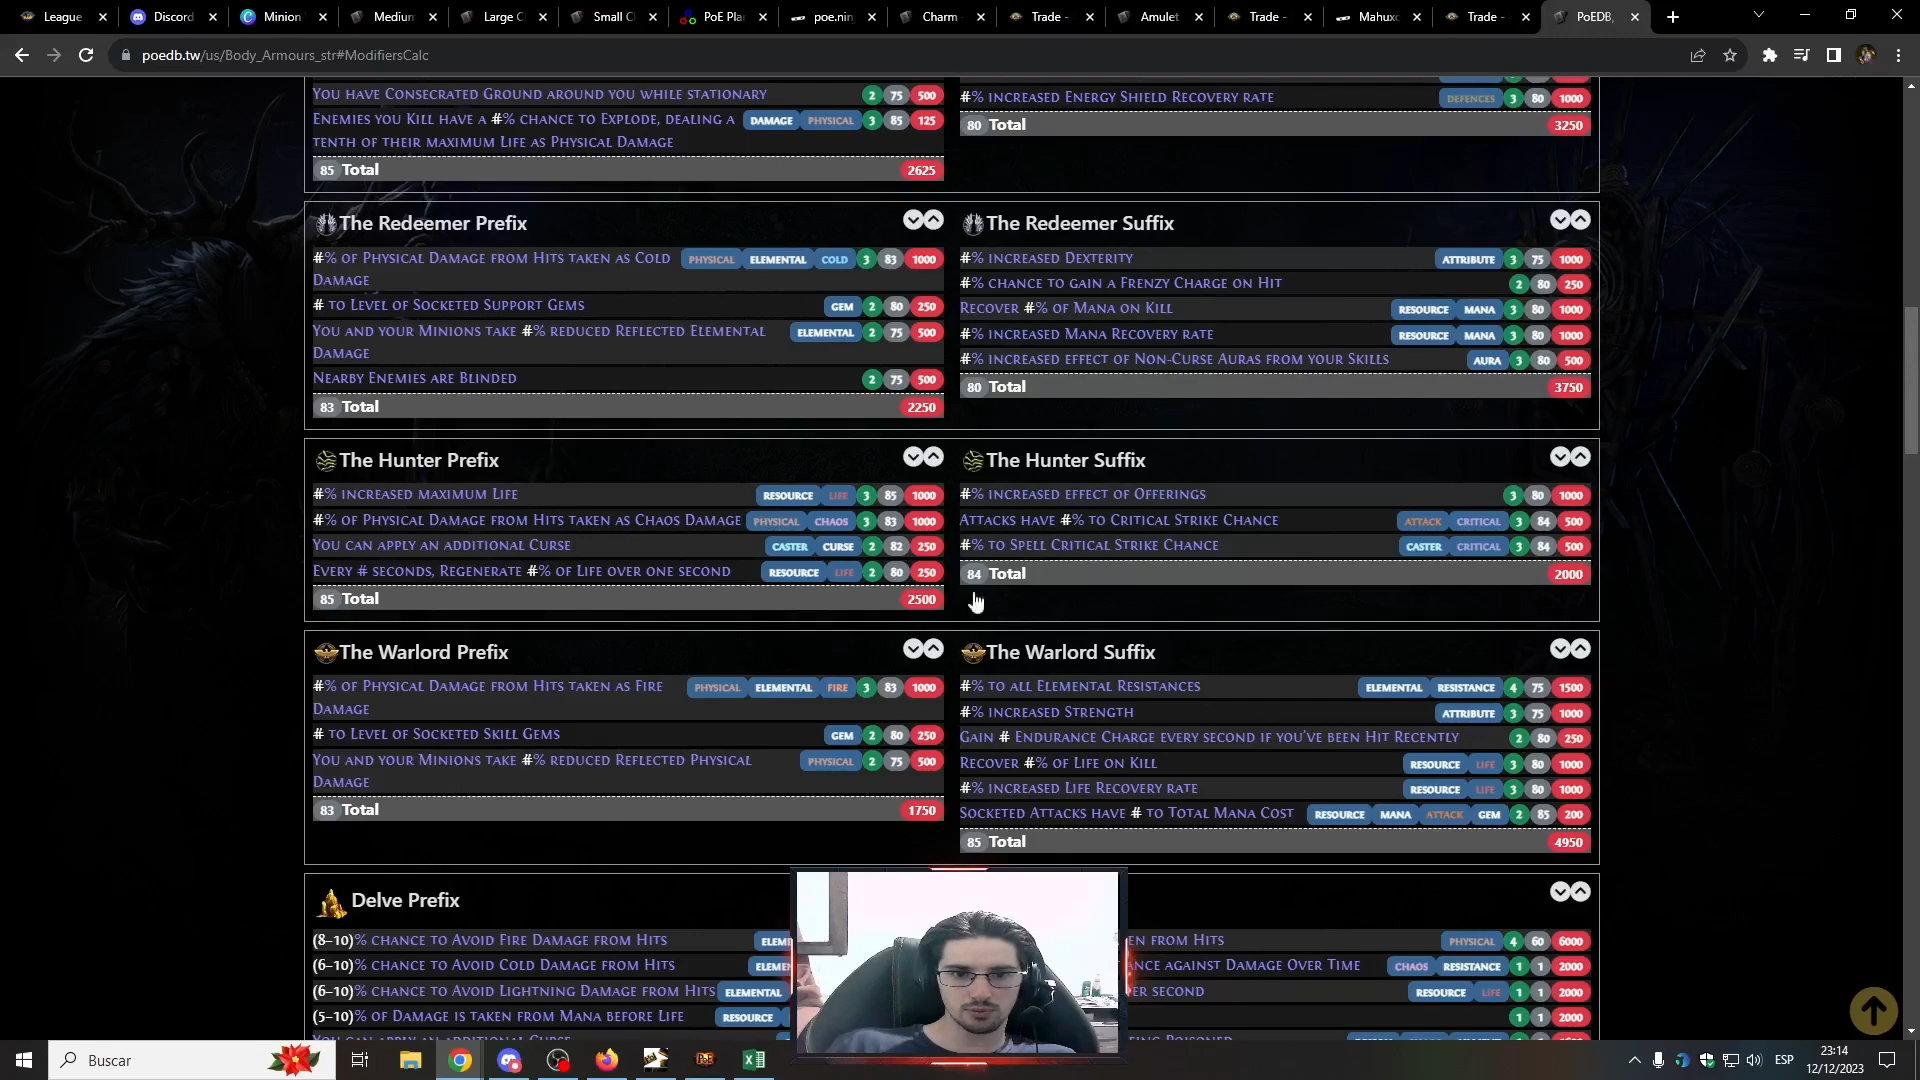 League
Discord
Minion
Medium
Large C
Small C
PoE Pla
poe.nin
Charm
Trade -
Amulet
Trade -
Mahuxo
Trade -
PoEDB,
poedb.tw/us/Body_Armours_str#ModifiersCalc
You have Consecrated Ground around you while stationary 2 75 500
Enemies you Kill have a #% chance to Explode, dealing a DAMAGE PHYSICAL 3 85 125
tenth of their maximum Life as Physical Damage
85 Total 2625
#% increased Energy Shield Recovery rate DEFENCES 3 80 1000
80 Total 3250
The Redeemer Prefix
#% of Physical Damage from Hits taken as Cold PHYSICAL ELEMENTAL COLD 3 83 1000
Damage
# to Level of Socketed Support Gems GEM 2 80 250
You and your Minions take #% reduced Reflected Elemental ELEMENTAL 2 75 500
Damage
Nearby Enemies are Blinded 2 75 500
83 Total 2250
The Redeemer Suffix
#% increased Dexterity ATTRIBUTE 3 75 1000
#% chance to gain a Frenzy Charge on Hit 2 80 250
Recover #% of Mana on Kill RESOURCE MANA 3 80 1000
#% increased Mana Recovery rate RESOURCE MANA 3 80 1000
#% increased effect of Non-Curse Auras from your Skills AURA 3 80 500
80 Total 3750
The Hunter Prefix
#% increased maximum Life RESOURCE LIFE 3 85 1000
#% of Physical Damage from Hits taken as Chaos Damage PHYSICAL CHAOS 3 83 1000
You can apply an additional Curse CASTER CURSE 2 82 250
Every # seconds, Regenerate #% of Life over one second RESOURCE LIFE 2 80 250
85 Total 2500
The Hunter Suffix
#% increased effect of Offerings 3 80 1000
Attacks have #% to Critical Strike Chance ATTACK CRITICAL 3 84 500
#% to Spell Critical Strike Chance CASTER CRITICAL 3 84 500
84 Total 2000
The Warlord Prefix
#% of Physical Damage from Hits taken as Fire PHYSICAL ELEMENTAL FIRE 3 83 1000
Damage
# to Level of Socketed Skill Gems GEM 2 80 250
You and your Minions take #% reduced Reflected Physical PHYSICAL 2 75 500
Damage
83 Total 1750
The Warlord Suffix
#% to all Elemental Resistances ELEMENTAL RESISTANCE 4 75 1500
#% increased Strength ATTRIBUTE 3 75 1000
Gain # Endurance Charge every second if you've been Hit Recently 2 80 250
Recover #% of Life on Kill RESOURCE LIFE 3 80 1000
#% increased Life Recovery rate RESOURCE LIFE 3 80 1000
Socketed Attacks have # to Total Mana Cost RESOURCE MANA ATTACK GEM 2 85 200
85 Total 4950
Delve Prefix
(8–10)% chance to Avoid Fire Damage from Hits ELEM
(6–10)% chance to Avoid Cold Damage from Hits ELEME
(6–10)% chance to Avoid Lightning Damage from Hits ELEMENTAL
(5–10)% of Damage is taken from Mana before Life RESOURCE
en from Hits PHYSICAL 4 60 6000
ance against Damage Over Time CHAOS RESISTANCE 1 1 2000
er second RESOURCE LIFE 1 1 2000
1 1 2000
Buscar
ESP
23:14
12/12/2023